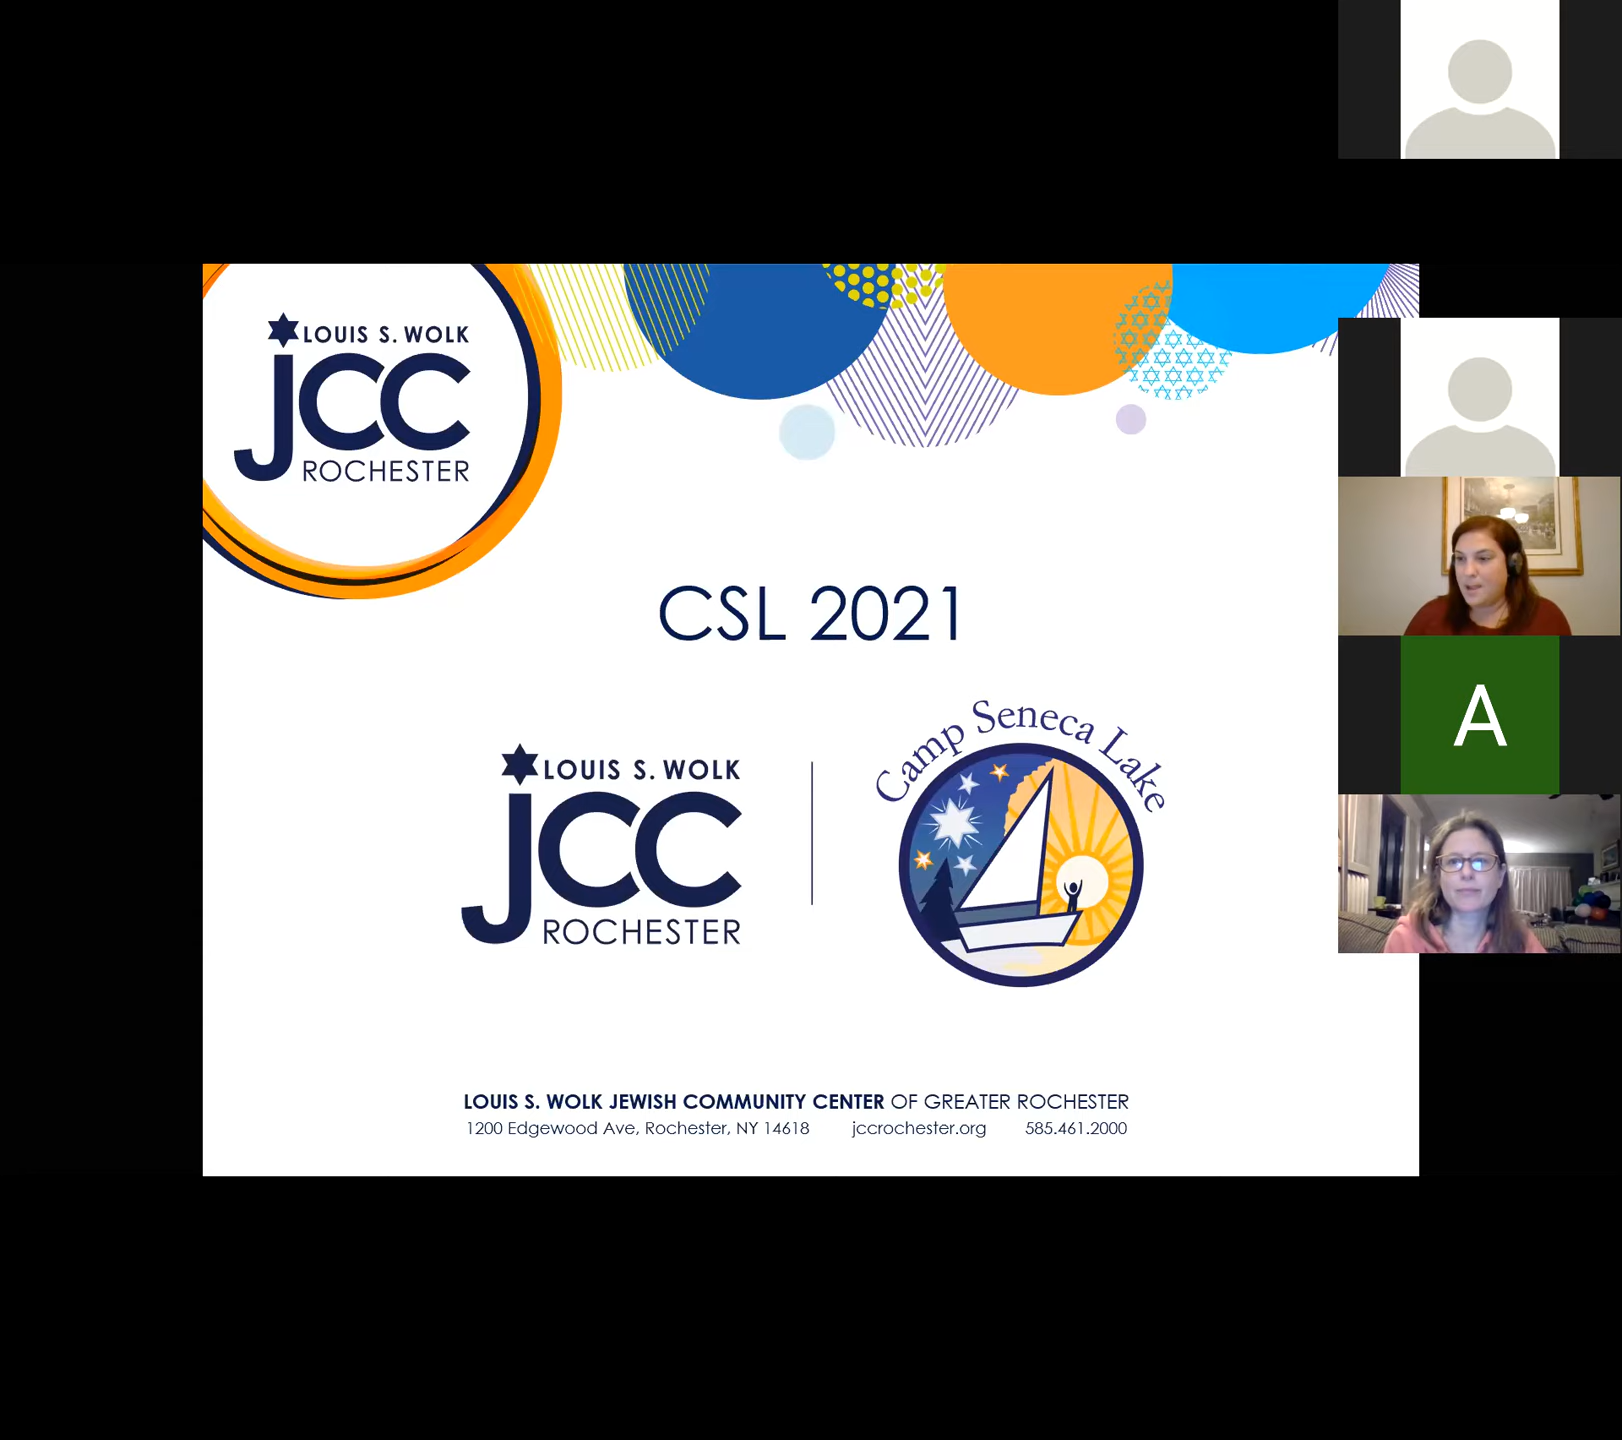 LOUIS S. WOLK
jCC
ROCHESTER
CSL 2021
LOUIS S. WOLK
jCC
ROCHESTER
Camp Seneca Lake
A
LOUIS S. WOLK JEWISH COMMUNITY CENTER OF GREATER ROCHESTER
1200 Edgewood Ave, Rochester, NY 14618 jccrochester.org 585.461.2000